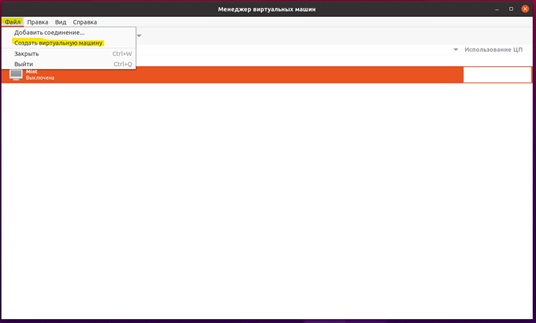 Менеджер виртуальных машин
Файл Правка Вид Справка
Добавить соединение...
Создать виртуальную машину
Использование ЦП
Закрыть Ctrl+W
Выйти Ctrl+Q
Mint
Выключена